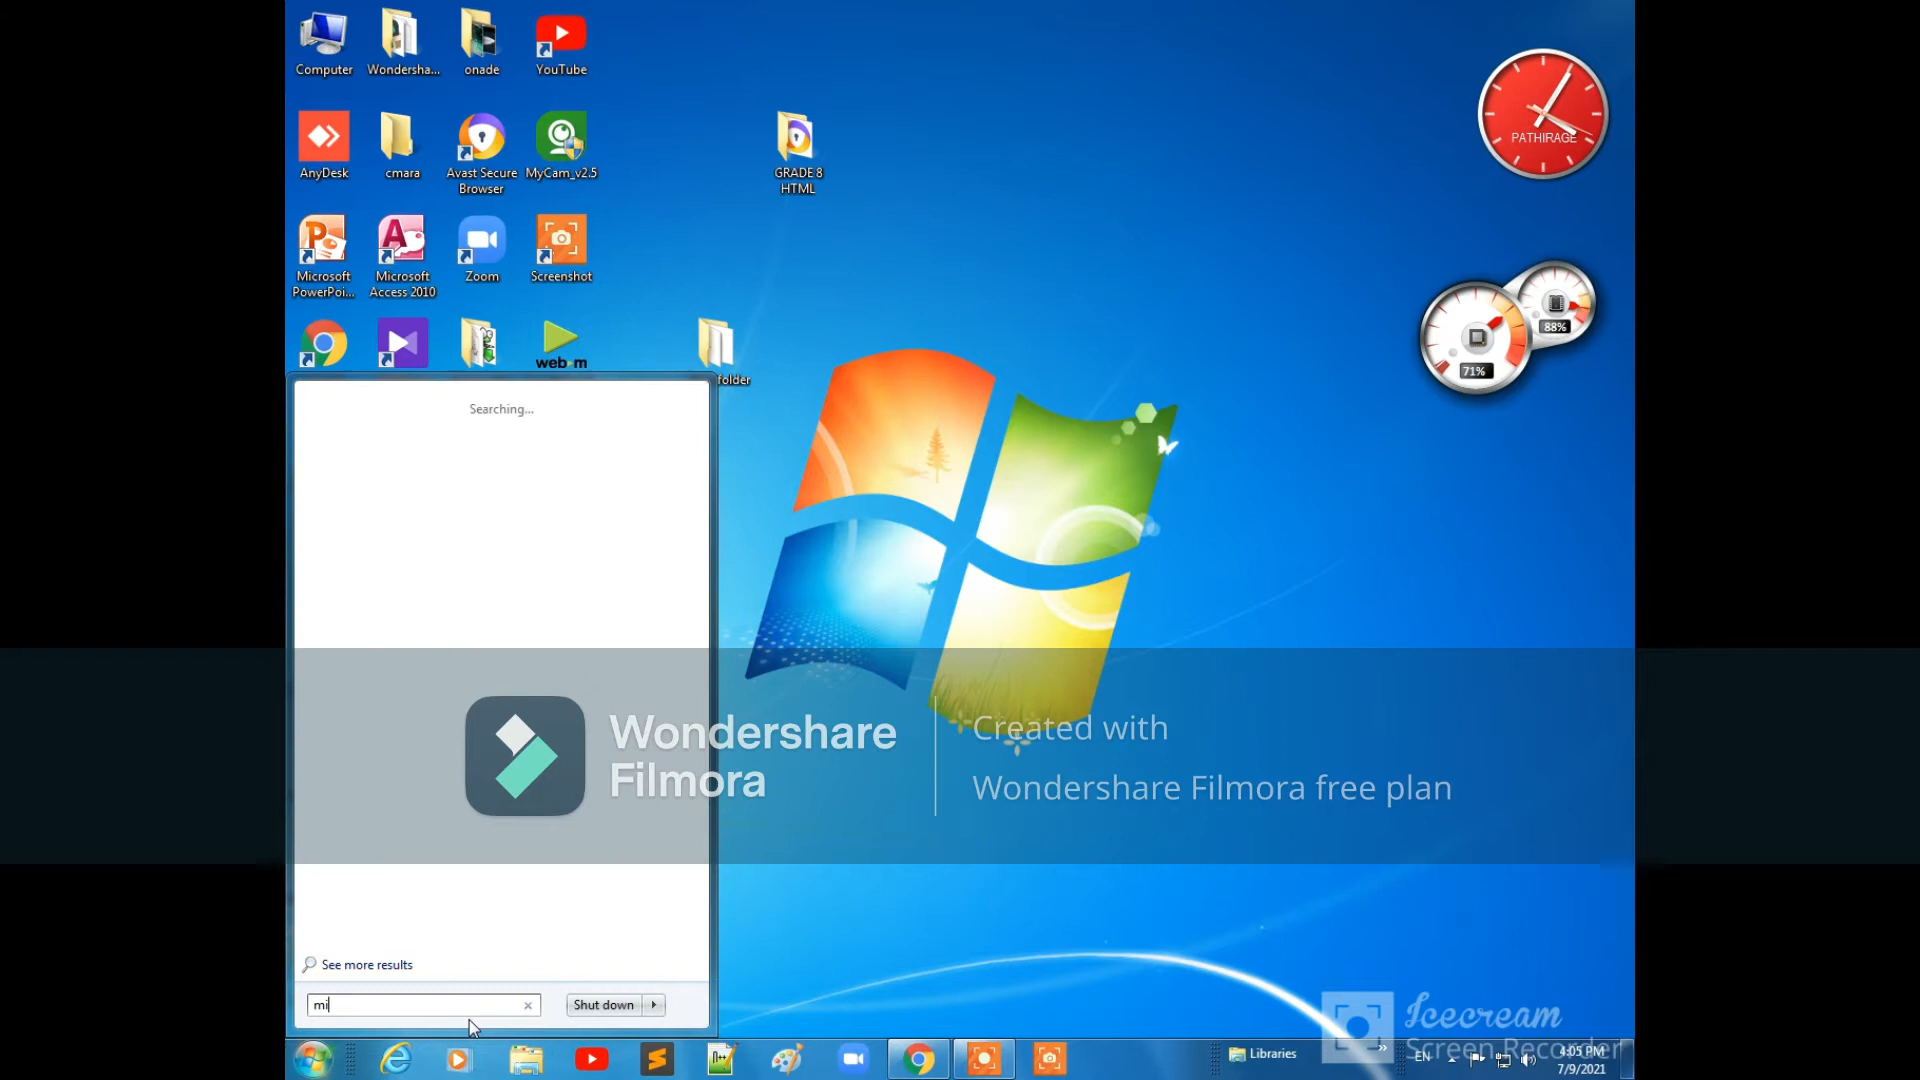 Computer
Wondersha...
onade
YouTube
PATHIRAGE
AnyDesk
cmara
Avast Secure
Browser
MyCam_v2.5
GRADE 8
HTML
Microsoft
PowerPoi...
Microsoft
Access 2010
Zoom
Screenshot
88%
71%
web m
folder
Searching...
Wondershare
Filmora
Created with
Wondershare Filmora free plan
See more results
mi
Shut down
Icecream
Screen Recorder
Libraries
»
EN
4:05 PM
7/9/2021